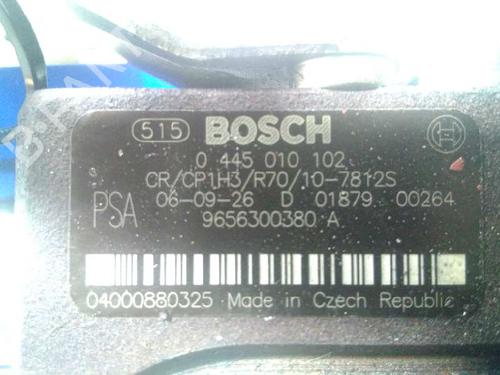 515 BOSCH
0 445 010 102
CR/CP1H3/R70/10-7812S
PSA 06-09-26 D 01879 00264
9656300380 A
04000880325 Made in Czech Republic